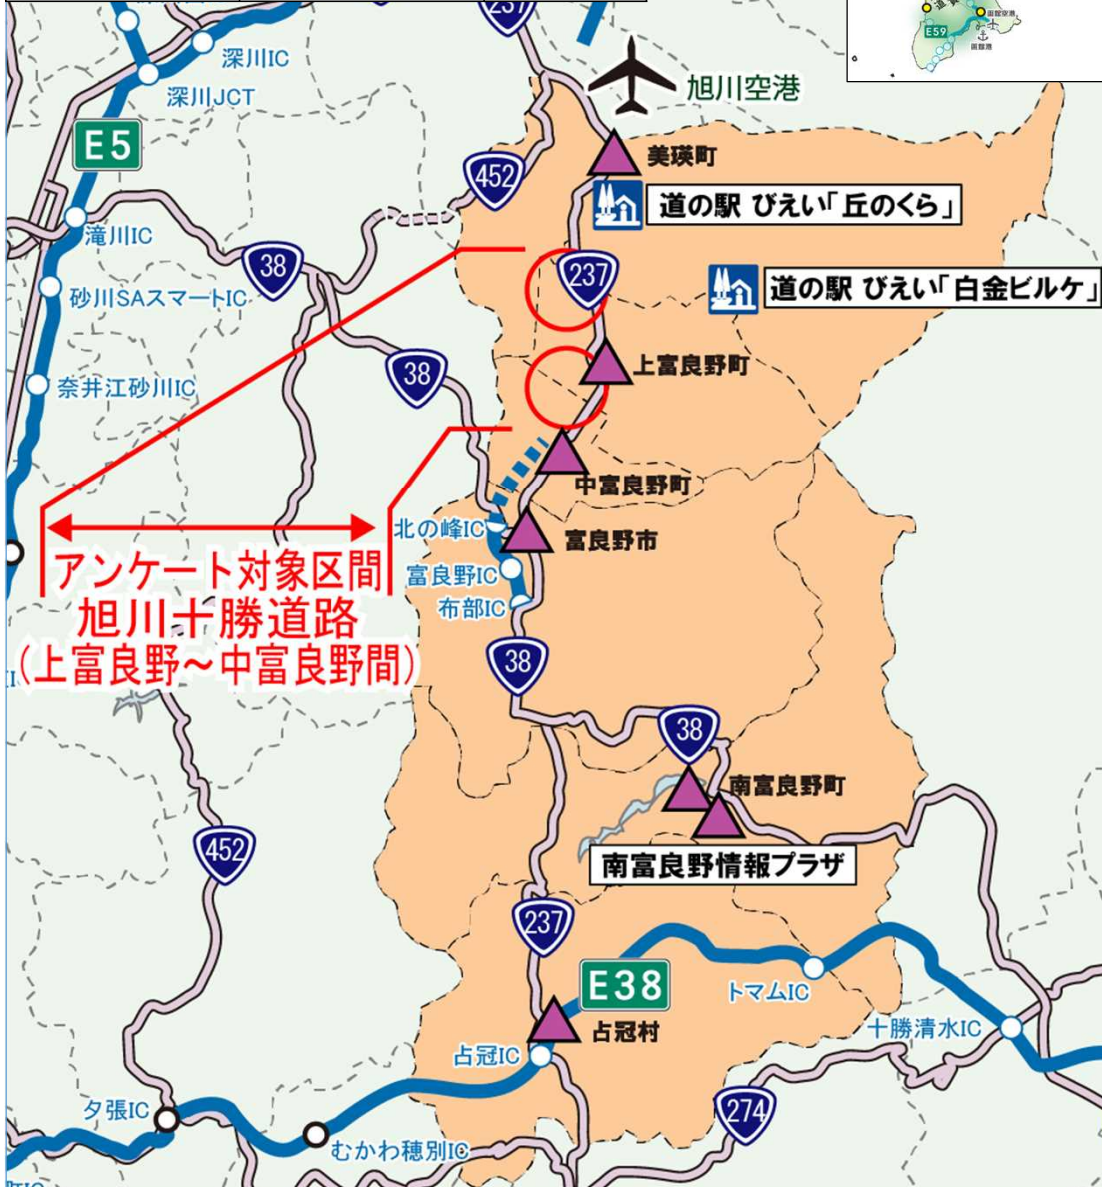 237
函館空港
E59
函館港
深川IC
旭川空港
深川JCT
E5
美瑛町
452
道の駅 びえい「丘のくら」
滝川IC
38
237
砂川SAスマートIC
道の駅 びえい「白金ビルケ」
上富良野町
38
奈井江砂川IC
中富良野町
北の峰IC
富良野市
アンケート対象区間
富良野IC
旭川十勝道路
布部IC
(上富良野~中富良野間)
38
38
南富良野町
452
南富良野情報プラザ
237
E38
トマムIC
占冠村
十勝清水IC
占冠IC
夕張IC
274
むかわ穂別IC